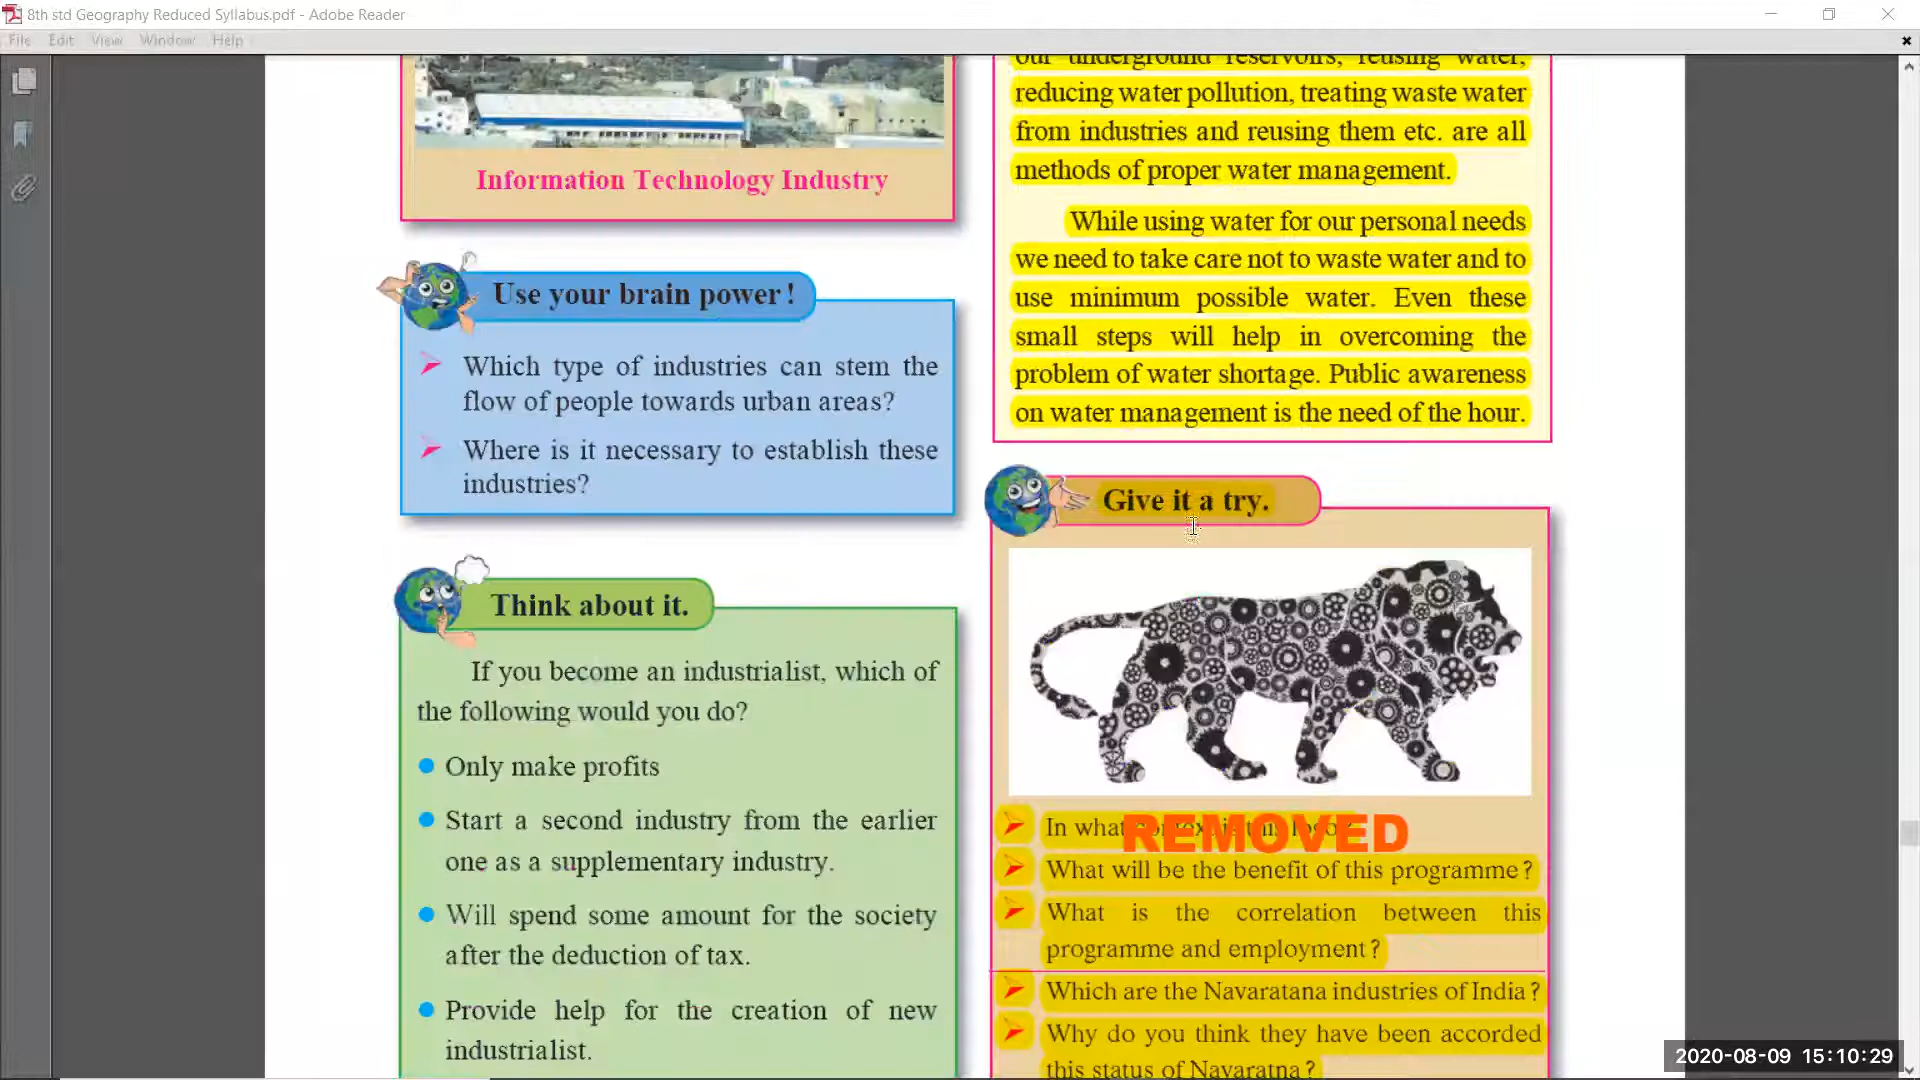 8th std Geography Reduced Syllabus.pdf - Adobe Reader
File Edit View Window Help
Information Technology Industry
Use your brain power!
Which type of industries can stem the
flow of people towards urban areas?
Where is it necessary to establish these
industries?
Think about it.
If you become an industrialist, which of
the following would you do?
Only make profits
Start a second industry from the earlier
one as a supplementary industry.
Will spend some amount for the society
after the deduction of tax.
Provide help for the creation of new
industrialist.
our underground reservoirs, reusing water,
reducing water pollution, treating waste water
from industries and reusing them etc. are all
methods of proper water management.
While using water for our personal needs
we need to take care not to waste water and to
use minimum possible water. Even these
small steps will help in overcoming the
problem of water shortage. Public awareness
on water management is the need of the hour.
Give it a try.
In what context is this logo?
REMOVED
What will be the benefit of this programme?
What is the correlation between this
programme and employment?
Which are the Navaratana industries of India?
Why do you think they have been accorded
this status of Navaratna?
2020-08-09 15:10:29